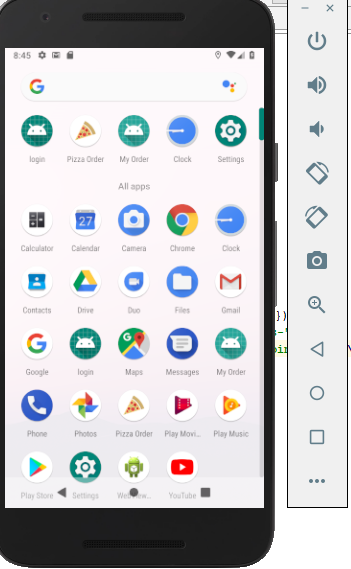 8:45
G
login Pizza Order My Order Clock Settings
All apps
27
Calculator Calendar Camera Chrome Clock
Contacts Drive Duo Files Gmail
G
Google login Maps Messages My Order
Phone Photos Pizza Order Play Movi... Play Music
Play Store Settings YouTube
})